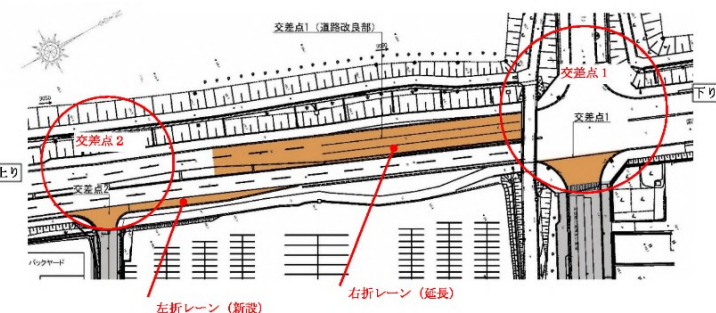 交差点1（道路改良部）
交差点 1
下り
交差点1
交差点 2
上り
交差点2
バックヤード
右折レーン（延長）
左折レーン（新設）